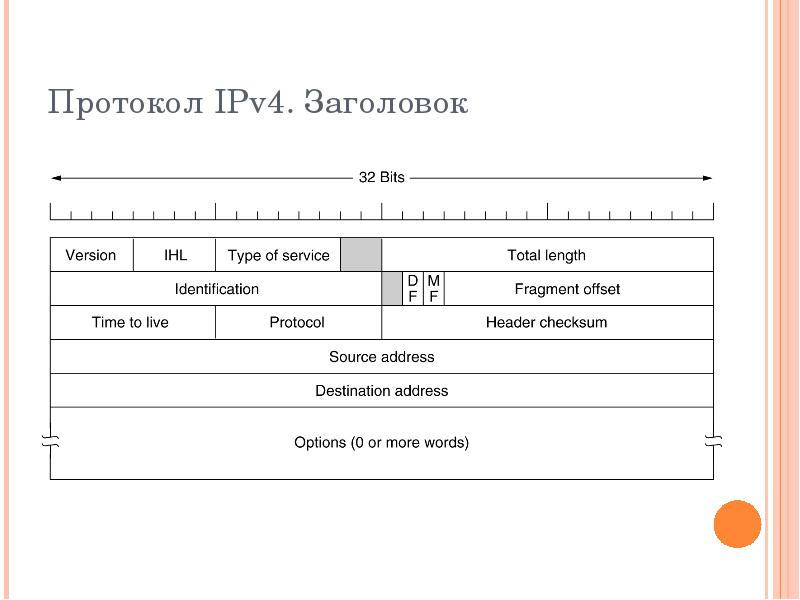 Протокол IPv4. Заголовок
32 Bits
Version IHL Type of service Total length
Identification D F M F Fragment offset
Time to live Protocol Header checksum
Source address
Destination address
Options (0 or more words)